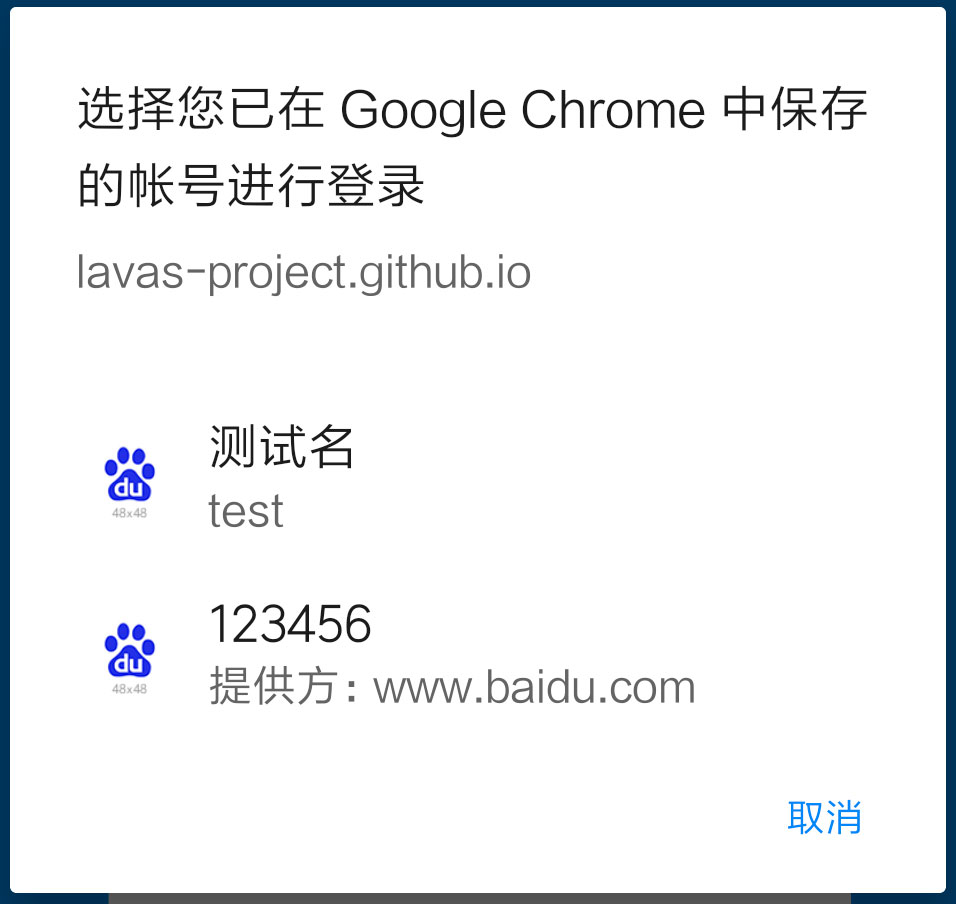 选择您已在 Google Chrome 中保存
的帐号进行登录
lavas-project.github.io
测试名
du
48x48
test
123456
du
48x48
提供方：www.baidu.com
取消